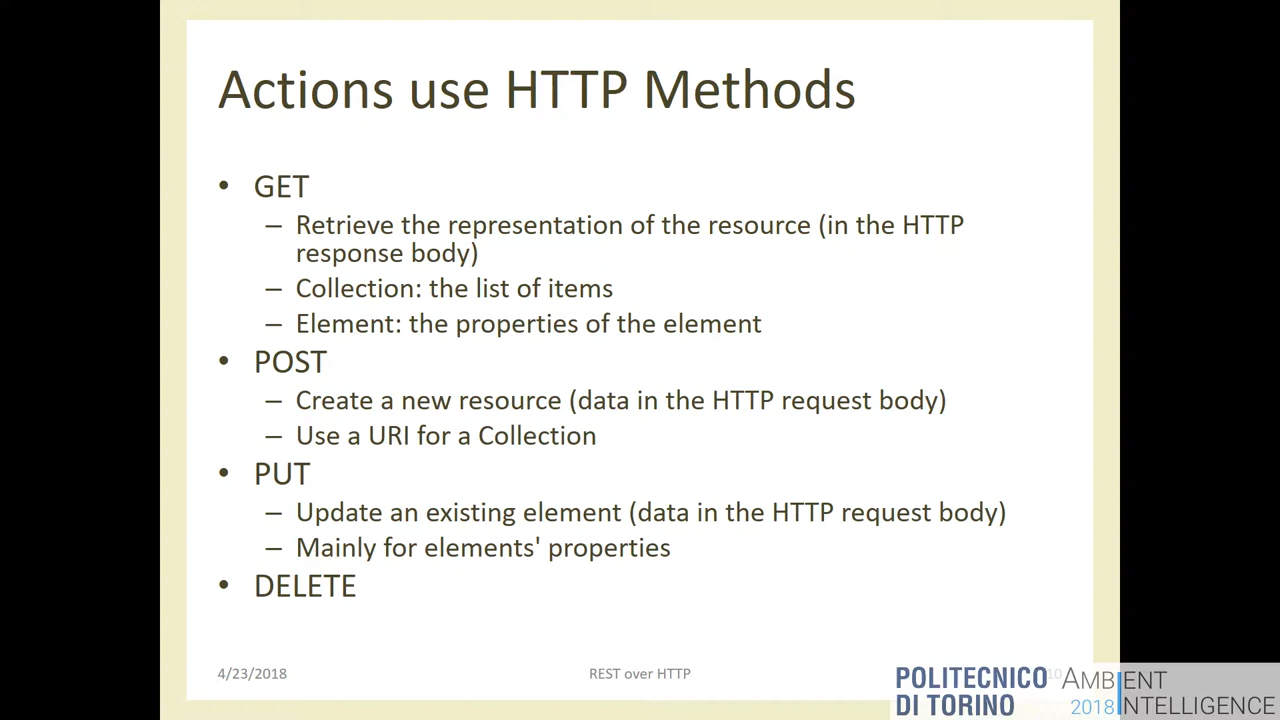 Actions use HTTP Methods
• GET
– Retrieve the representation of the resource (in the HTTP
response body)
– Collection: the list of items
– Element: the properties of the element
• POST
– Create a new resource (data in the HTTP request body)
– Use a URI for a Collection
• PUT
– Update an existing element (data in the HTTP request body)
– Mainly for elements' properties
• DELETE
4/23/2018
REST over HTTP
10
POLITECNICO
DI TORINO
AMBIENT
2018 INTELLIGENCE